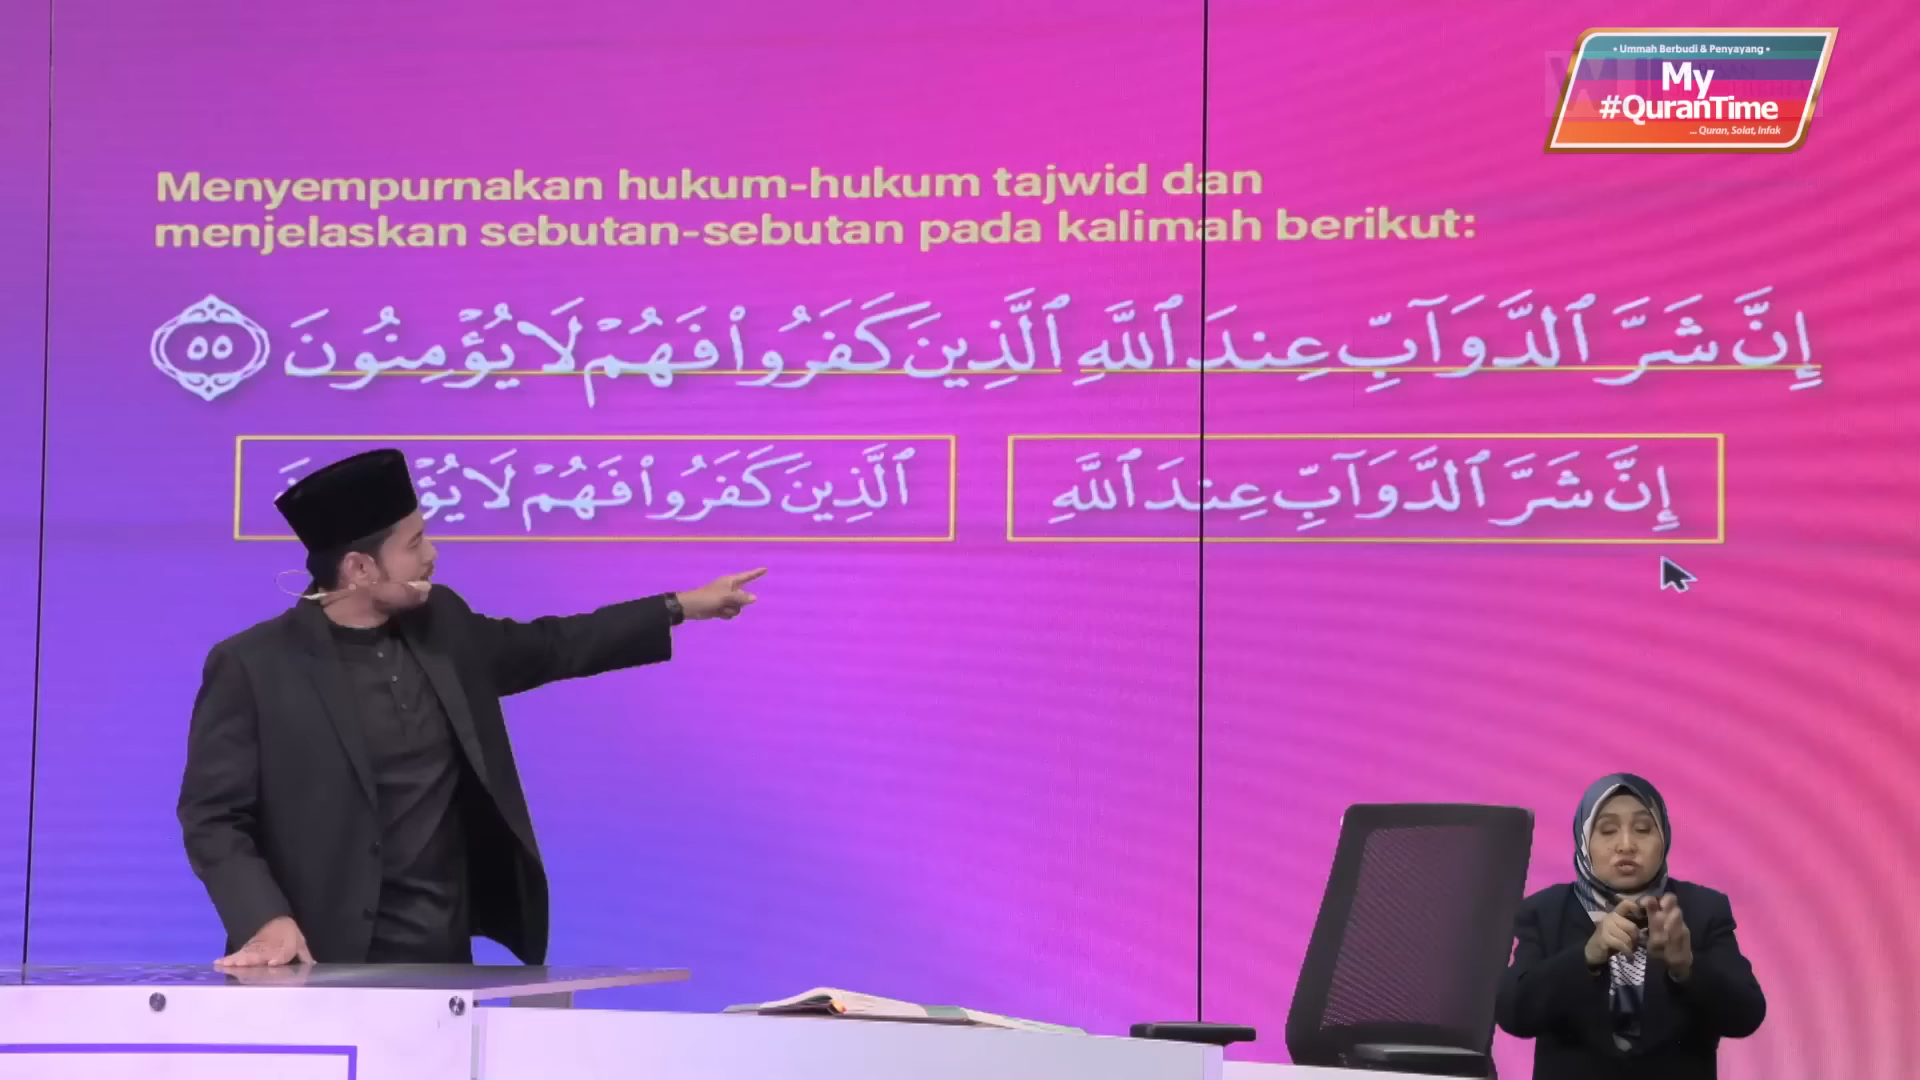 • Ummah Berbudi & Penyayang •
My
#QuranTime
... Quran, Solat, Infak
Menyempurnakan hukum-hukum tajwid dan
menjelaskan sebutan-sebutan pada kalimah berikut:
إِنَّ شَرَّ ٱلدَّوَآبِّ عِندَ ٱللَّهِ ٱلَّذِينَ كَفَرُوا۟ فَهُمْ لَا يُؤْمِنُونَ ٥٥
إِنَّ شَرَّ ٱلدَّوَآبِّ عِندَ ٱللَّهِ
ٱلَّذِينَ كَفَرُوا۟ فَهُمْ لَا